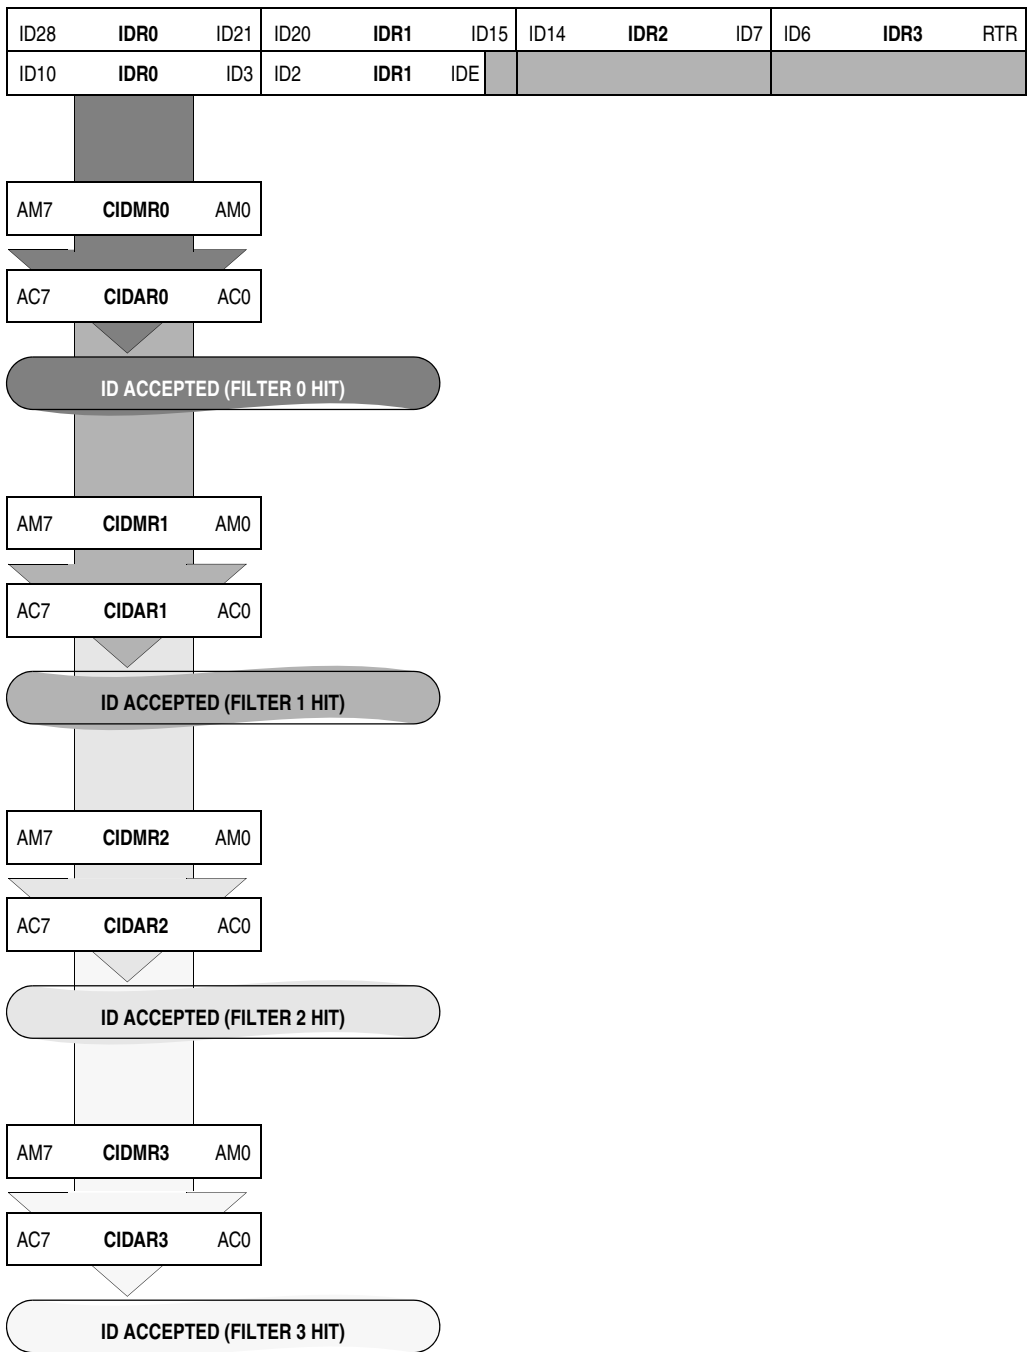 ID28 IDR0 ID21 ID20 IDR1 ID15 ID14 IDR2 ID7 ID6 IDR3 RTR
ID10 IDR0 ID3 ID2 IDR1 IDE
AM7 CIDMR0 AM0
AC7 CIDAR0 AC0
ID ACCEPTED (FILTER 0 HIT)
AM7 CIDMR1 AM0
AC7 CIDAR1 AC0
ID ACCEPTED (FILTER 1 HIT)
AM7 CIDMR2 AM0
AC7 CIDAR2 AC0
ID ACCEPTED (FILTER 2 HIT)
AM7 CIDMR3 AM0
AC7 CIDAR3 AC0
ID ACCEPTED (FILTER 3 HIT)